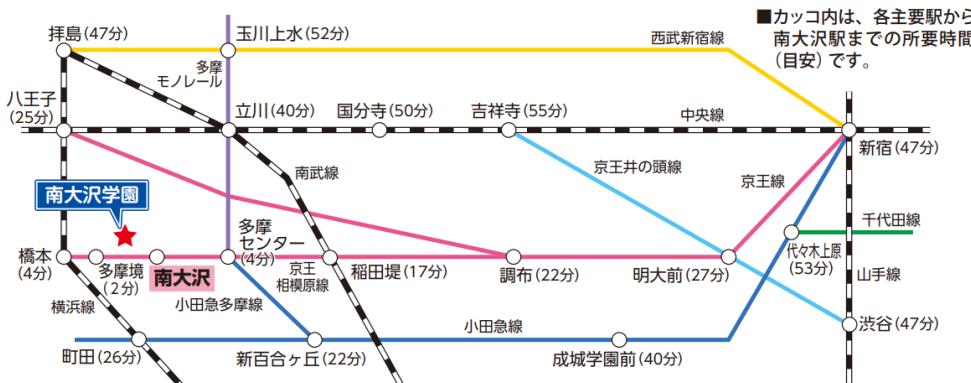 ■カッコ内は、各主要駅から
南大沢駅までの所要時間
(目安)です。
拝島(47分)
玉川上水(52分)
西武新宿線
多摩
モノレール
八王子
(25分)
立川(40分)
国分寺(50分)
吉祥寺(55分)
中央線
新宿(47分)
南武線
京王井の頭線
京王線
南大沢学園
千代田線
橋本
(4分)
多摩境
(2分)
南大沢
多摩
センター
(4分)
京王
相模原線
稲田堤(17分)
調布(22分)
明大前(27分)
代々木上原
(53分)
山手線
横浜線
小田急多摩線
小田急線
渋谷(47分)
町田(26分)
新百合ヶ丘(22分)
成城学園前(40分)